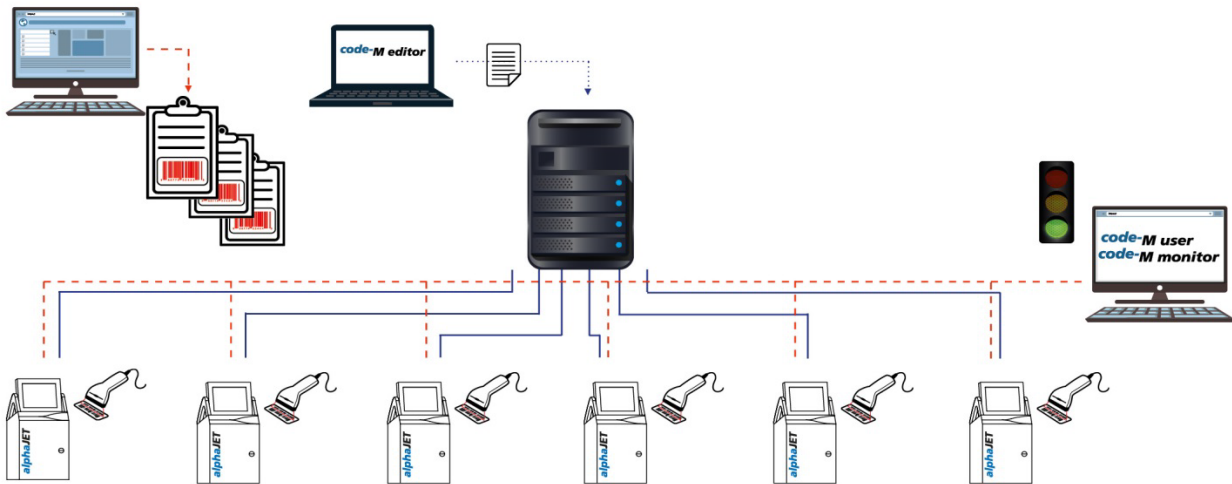 code-M editor
code-M user
code-M monitor
alphaJET
alphaJET
alphaJET
alphaJET
alphaJET
alphaJET